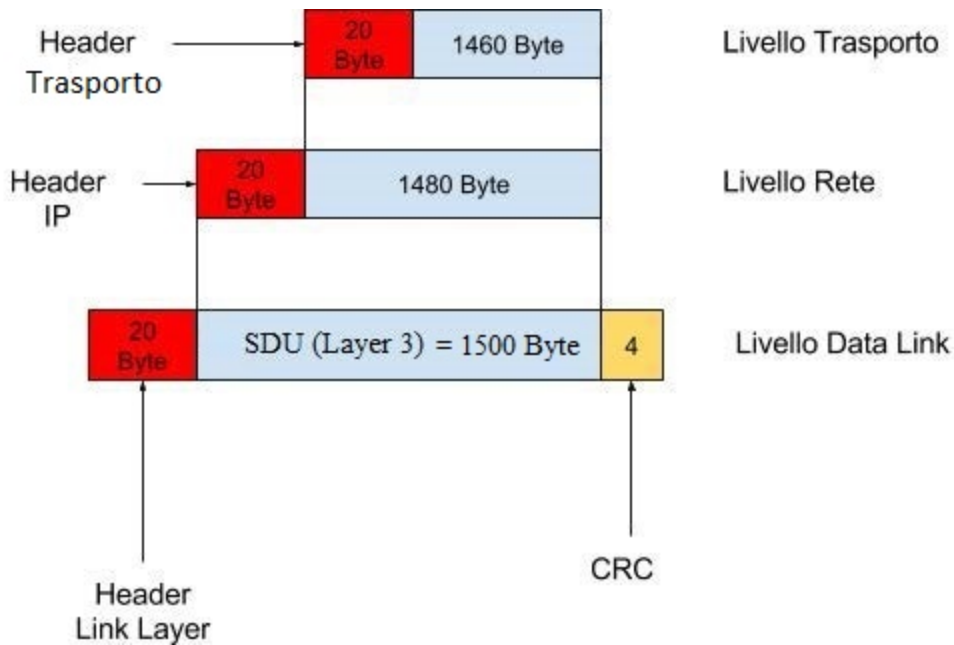 Header
Trasporto
20
Byte
1460 Byte
Livello Trasporto
Header
IP
20
Byte
1480 Byte
Livello Rete
20
Byte
SDU (Layer 3) = 1500 Byte
4
Livello Data Link
Header
Link Layer
CRC